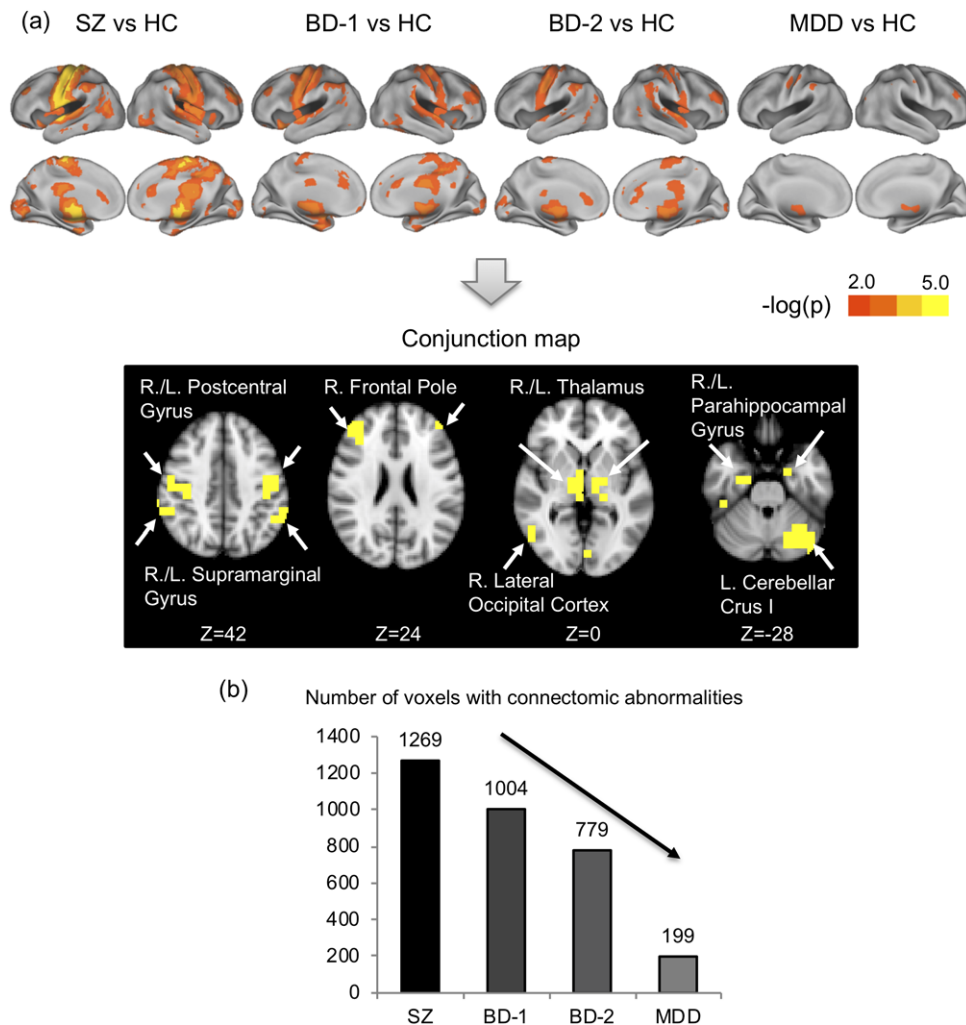 (a)
SZ vs HC
BD-1 vs HC
BD-2 vs HC
MDD vs HC
2.0
5.0
-log(p)
Conjunction map
R./L. Postcentral
Gyrus
R. Frontal Pole
R./L. Thalamus
R./L.
Parahippocampal
Gyrus
R./L. Supramarginal
Gyrus
R. Lateral
Occipital Cortex
L. Cerebellar
Crus I
Z=42
Z=24
Z=0
Z=-28
(b)
Number of voxels with connectomic abnormalities
1400
1200
1000
800
600
400
200
0
1269
1004
779
199
SZ
BD-1
BD-2
MDD